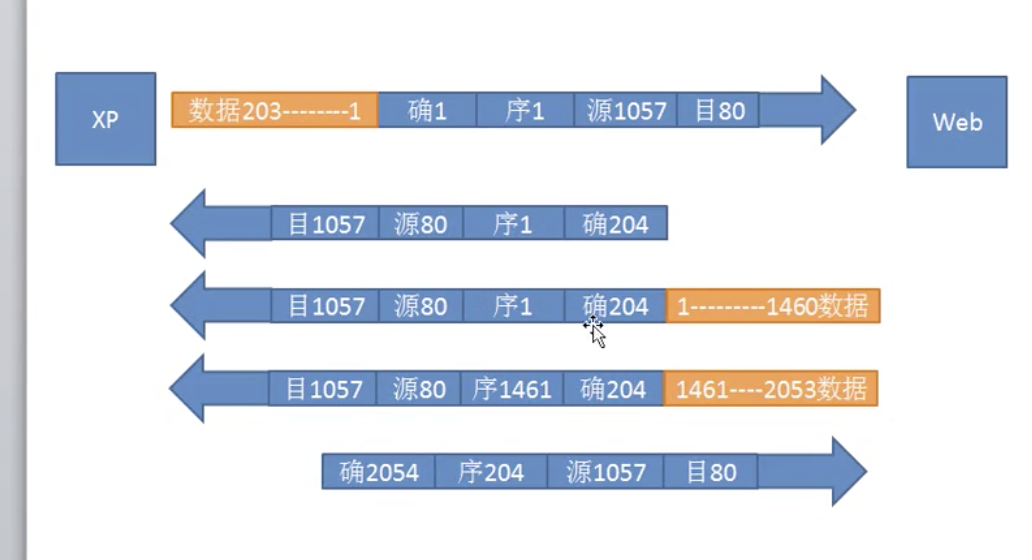 XP 数据203--------1 确1 序1 源1057 目80 Web
目1057 源80 序1 确204
目1057 源80 序1 确204 1---------1460数据
目1057 源80 序1461 确204 1461----2053数据
确2054 序204 源1057 目80